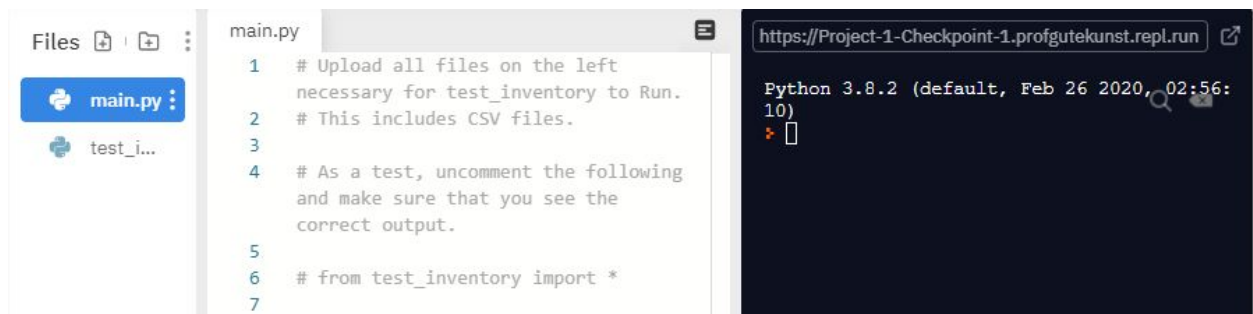 Files
main.py
test_i...
main.py
1 # Upload all files on the left
necessary for test_inventory to Run.
2 # This includes CSV files.
3
4 # As a test, uncomment the following
and make sure that you see the
correct output.
5
6 # from test_inventory import *
7
https://Project-1-Checkpoint-1.profgutekunst.repl.run
Python 3.8.2 (default, Feb 26 2020, 02:56:
10)